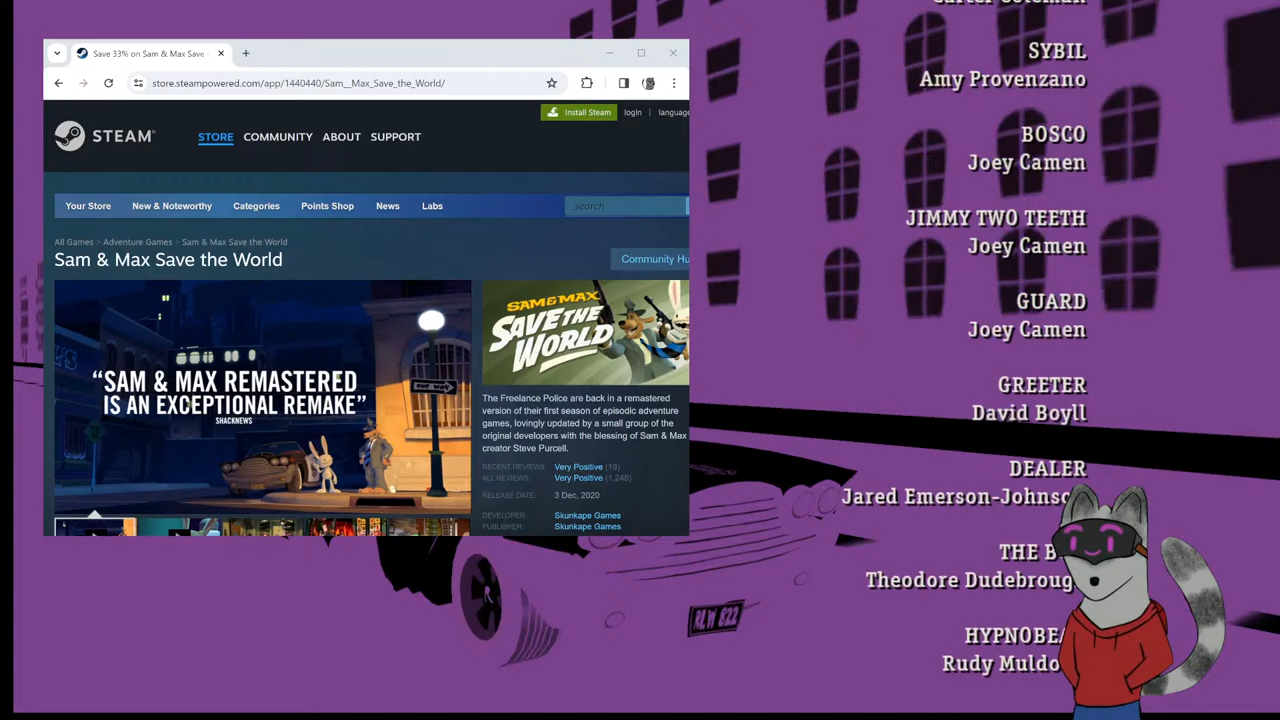 Save 33% on Sam & Max Save
store.steampowered.com/app/1440440/Sam__Max_Save_the_World/
Install Steam
login
language
STEAM
STORE
COMMUNITY
ABOUT
SUPPORT
Your Store
New & Noteworthy
Categories
Points Shop
News
Labs
search
All Games > Adventure Games > Sam & Max Save the World
Sam & Max Save the World
Community Hu
"SAM & MAX REMASTERED
IS AN EXCEPTIONAL REMAKE"
SHACKNEWS
ONE WAY
SAM & MAX
SAVE THE
WORLD
The Freelance Police are back in a remastered
version of their first season of episodic adventure
games, lovingly updated by a small group of the
original developers with the blessing of Sam & Max
creator Steve Purcell.
RECENT REVIEWS: Very Positive (19)
ALL REVIEWS: Very Positive (1,248)
RELEASE DATE: 3 Dec, 2020
DEVELOPER: Skunkape Games
PUBLISHER: Skunkape Games
SYBIL
Amy Provenzano
BOSCO
Joey Camen
JIMMY TWO TEETH
Joey Camen
GUARD
Joey Camen
GREETER
David Boyll
DEALER
Jared Emerson-Johnso
THE B
Theodore Dudebroug
HYPNOBEA
Rudy Muldo
RLW 822